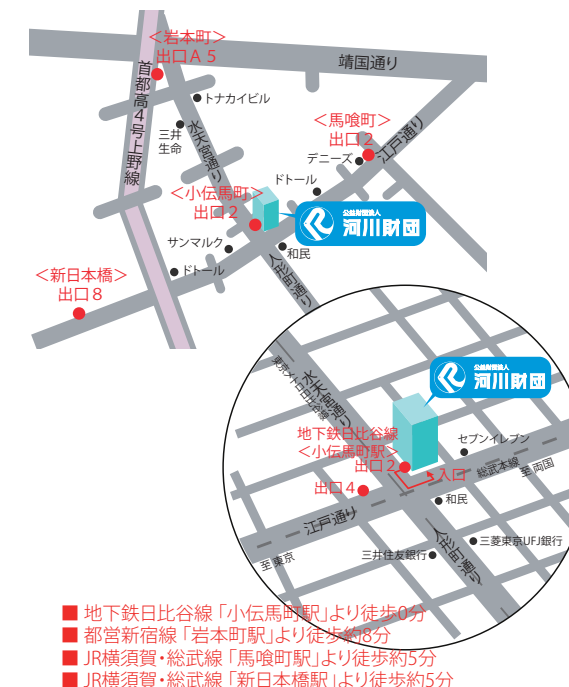 ＜岩本町＞
出口A5
靖国通り
首都高4号上野線
トナカイビル
三井
生命
水天宮通り
＜馬喰町＞
出口2
デニーズ
江戸通り
ドトール
＜小伝馬町＞
出口2
公益財団法人
河川財団
サンマルク
和民
ドトール
人形町通り
＜新日本橋＞
出口8
公益財団法人
河川財団
水天宮通り
東京メトロ日比谷線
地下鉄日比谷線
＜小伝馬町駅＞
出口2
セブンイレブン
入口
総武本線
至両国
出口4
和民
江戸通り
人形町通り
三菱東京UFJ銀行
三井住友銀行
至東京
■ 地下鉄日比谷線「小伝馬町駅」より徒歩0分
■ 都営新宿線「岩本町駅」より徒歩約8分
■ JR横須賀・総武線「馬喰町駅」より徒歩約5分
■ JR横須賀・総武線「新日本橋駅」より徒歩約5分